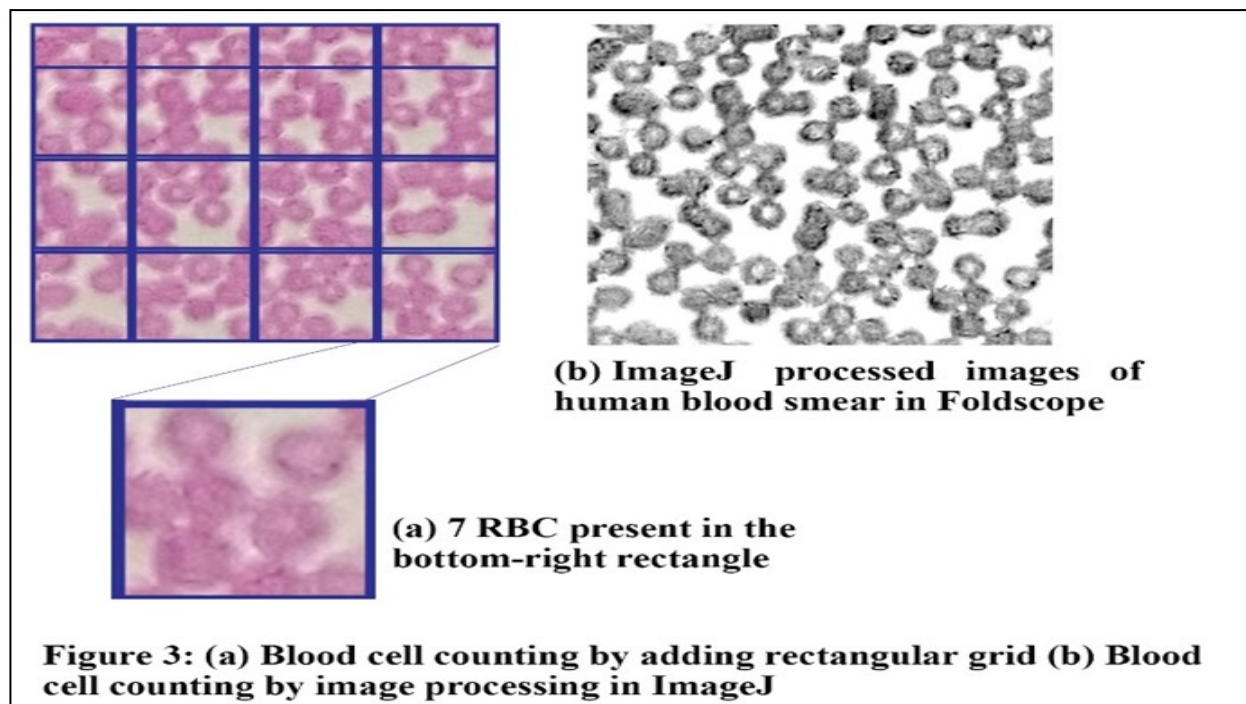 (b) ImageJ processed images of
human blood smear in Foldscope
(a) 7 RBC present in the
bottom-right rectangle
Figure 3: (a) Blood cell counting by adding rectangular grid (b) Blood
cell counting by image processing in ImageJ